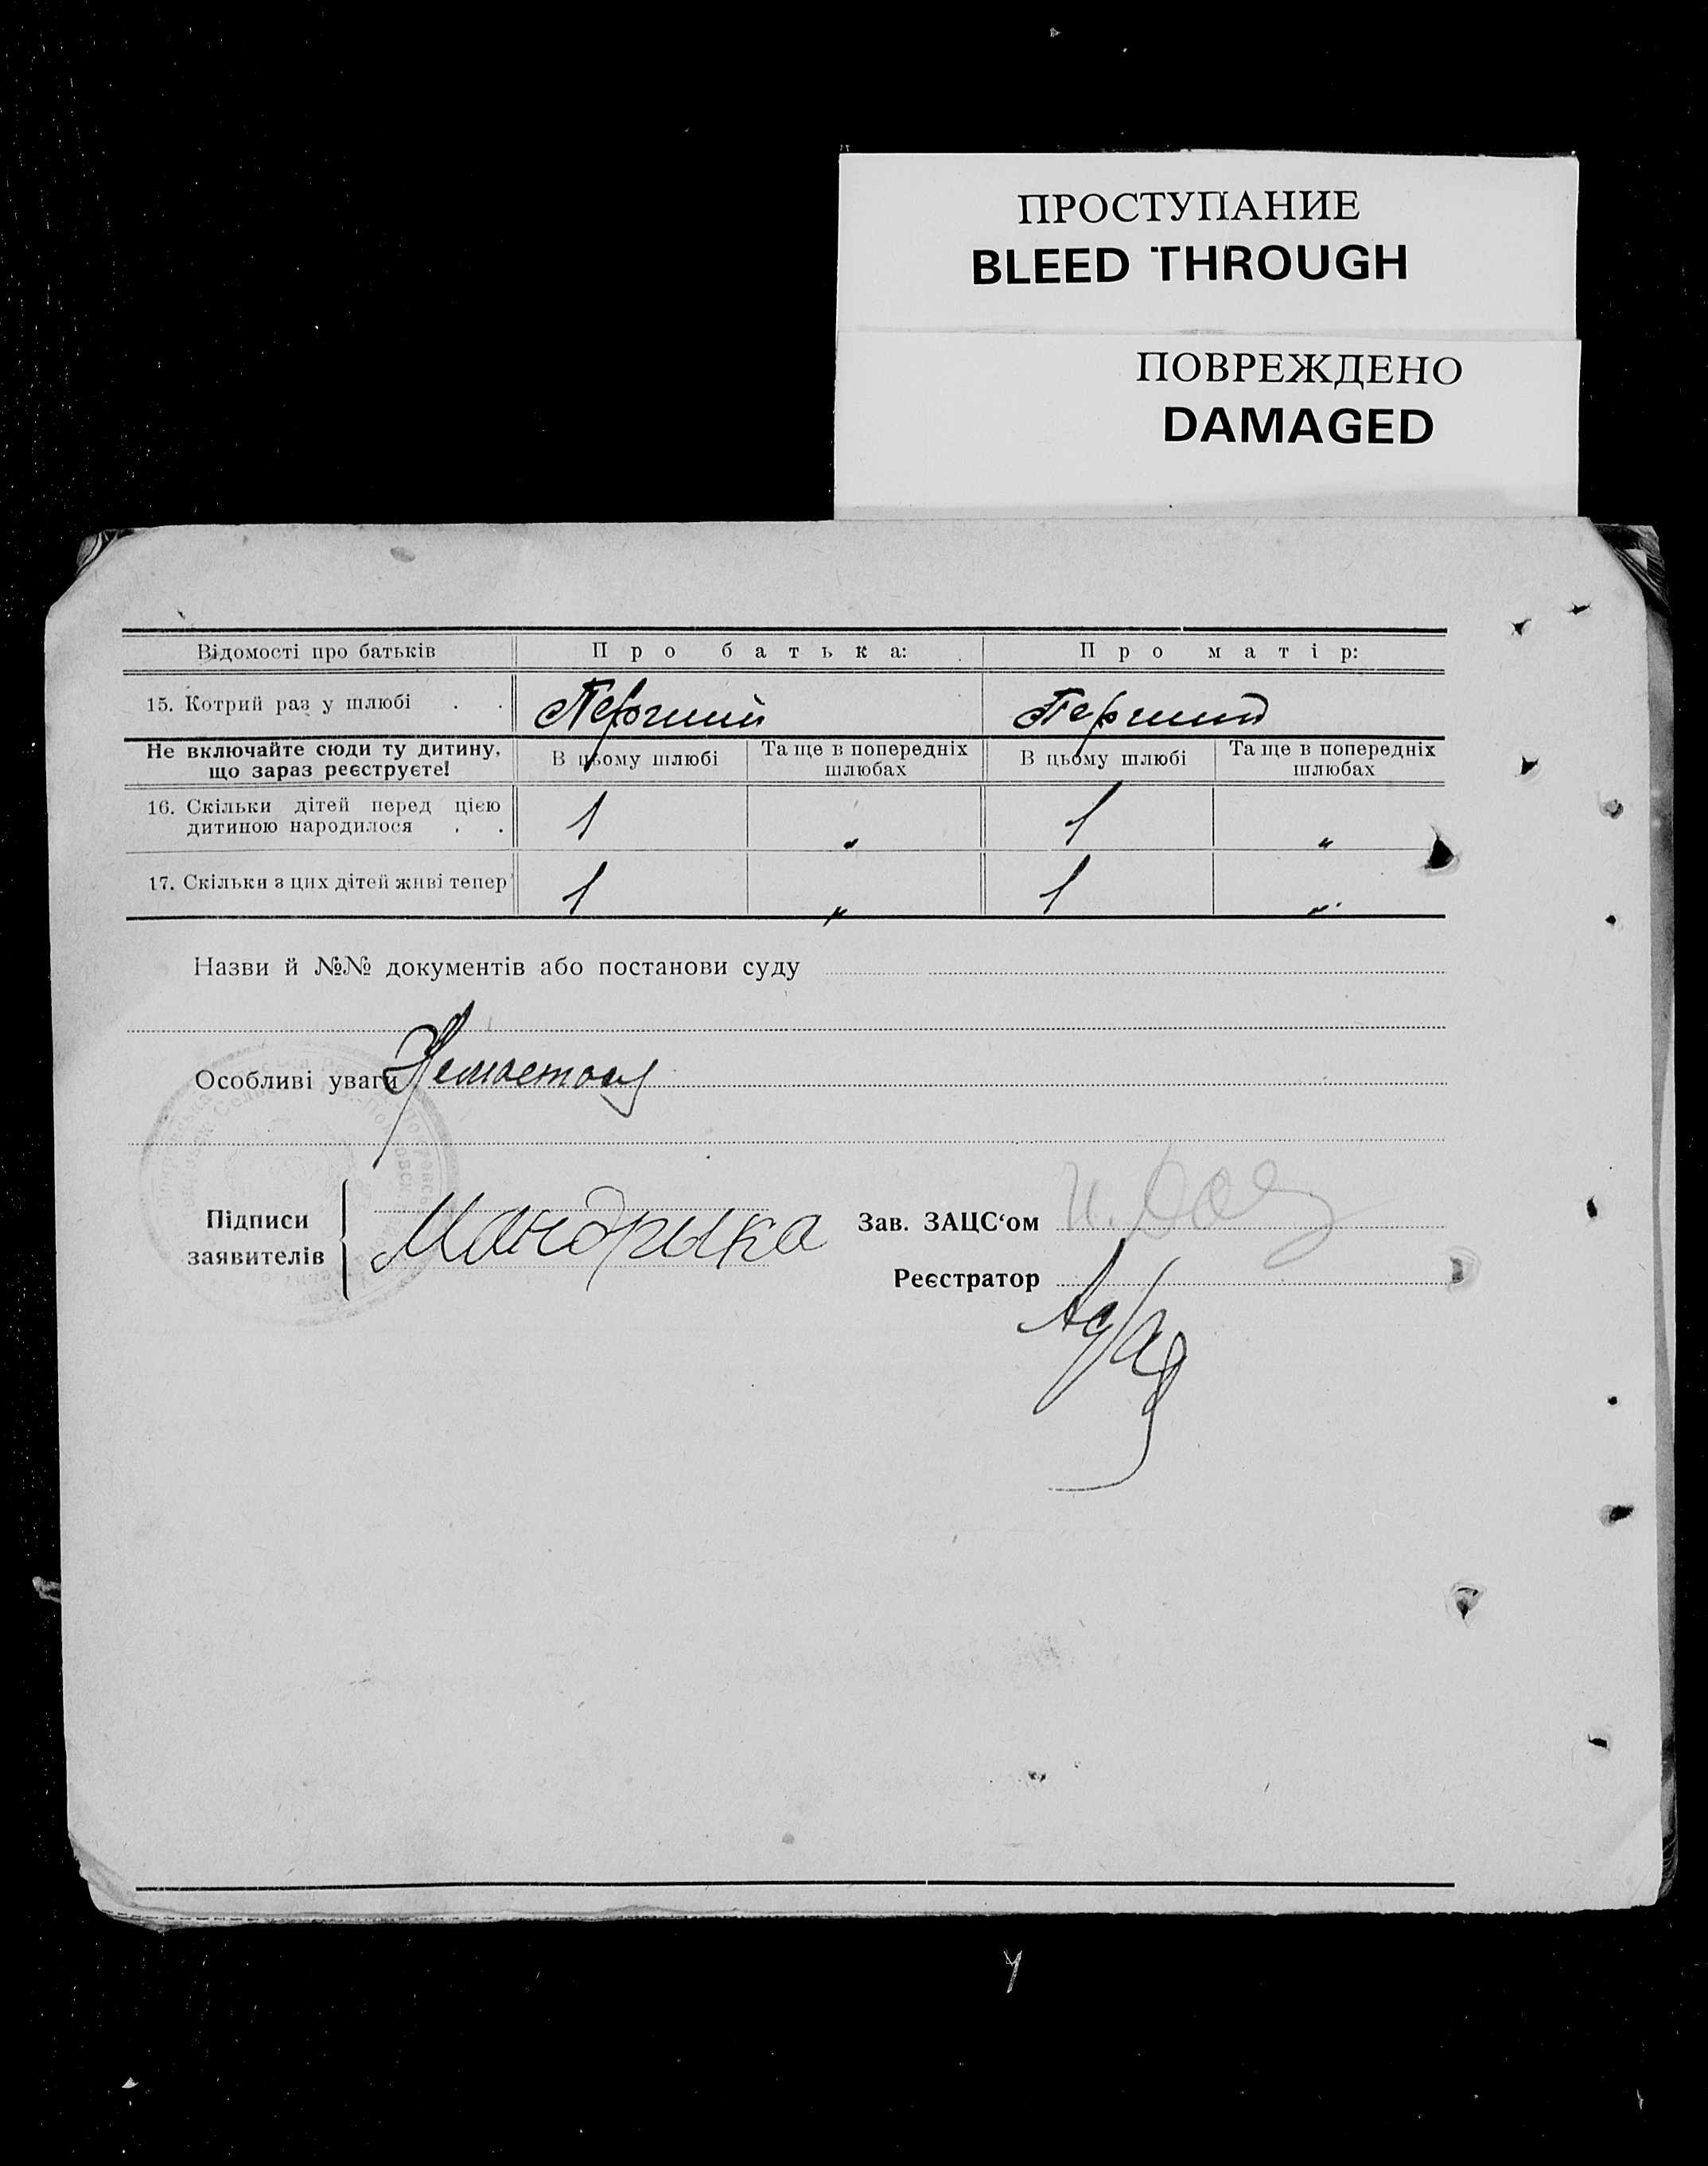 ПРОСТУПАНИЕ
BLEED THROUGH
ПОВРЕЖДЕНО
DAMAGED
Відомості про батьків Про батька: Про матір:
15. Котрий раз у шлюбі . . Перший Перший
Не включайте сюди ту дитину, що зараз реєструєте! В цьому шлюбі Та ще в попередніх шлюбах В цьому шлюбі Та ще в попередніх шлюбах
16. Скільки дітей перед цією дитиною народилося . . 1 " 1 "
17. Скільки з цих дітей живі тепер 1 " 1 "
Назви й №№ документів або постанови суду
Особливі уваги
Підписи заявителів Мандрика Зав. ЗАЦС‘ом
Реєстратор